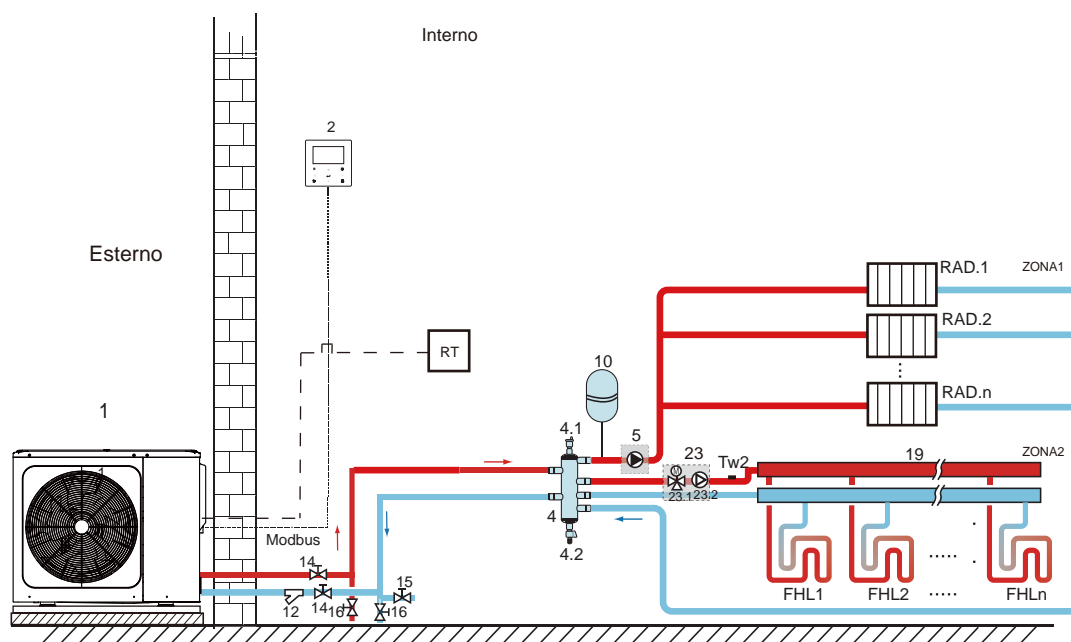 Interno
2
Esterno
RAD.1
ZONA1
RAD.2
RT
10
RAD.n
1
4.1
5
23
Tw2
19
ZONA2
M
1
23.1
23.2
4
Modbus
4.2
14
15
12
14
16
16
FHL1
FHL2
FHLn